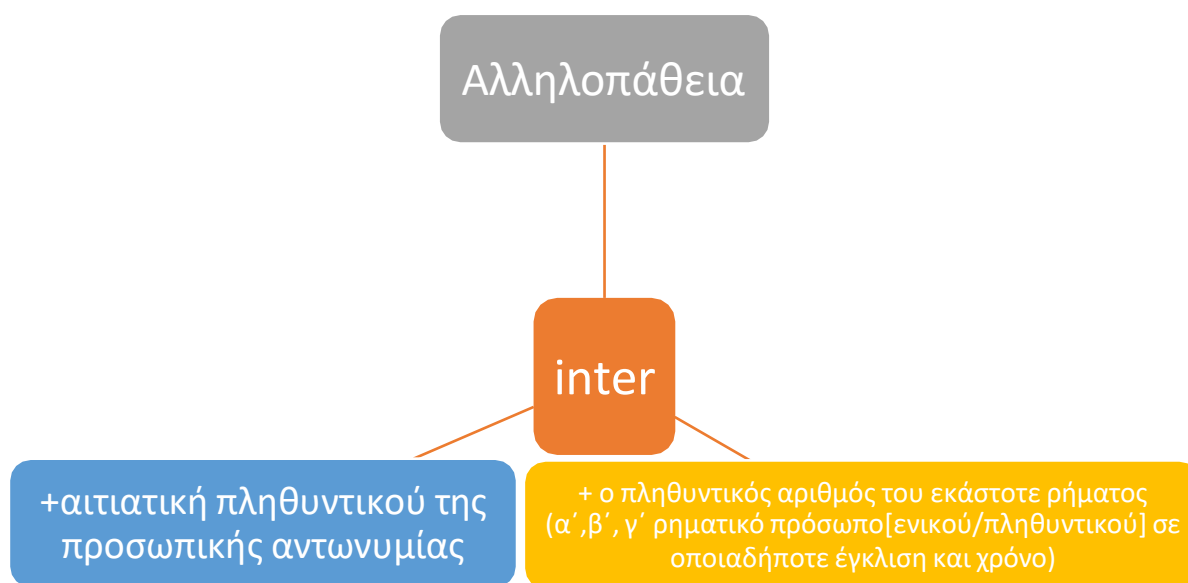 Αλληλοπάθεια
inter
+αιτιατική πληθυντικού της
προσωπικής αντωνυμίας
+ ο πληθυντικός αριθμός του εκάστοτε ρήματος
(α΄,β΄, γ΄ ρηματικό πρόσωπο[ενικού/πληθυντικού] σε
οποιαδήποτε έγκλιση και χρόνο)